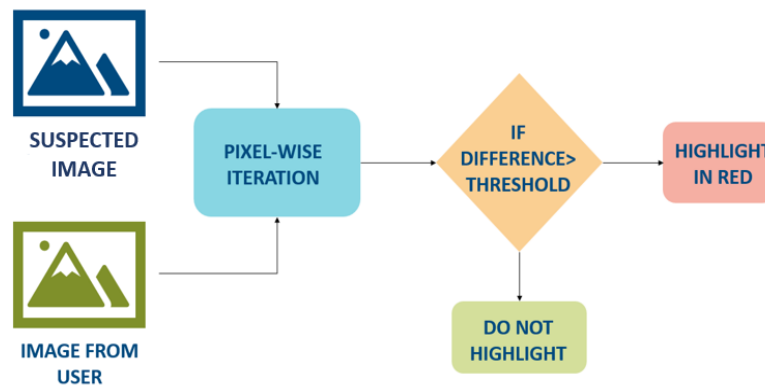 SUSPECTED
IMAGE
PIXEL-WISE
ITERATION
IF
DIFFERENCE>
THRESHOLD
HIGHLIGHT
IN RED
DO NOT
HIGHLIGHT
IMAGE FROM
USER